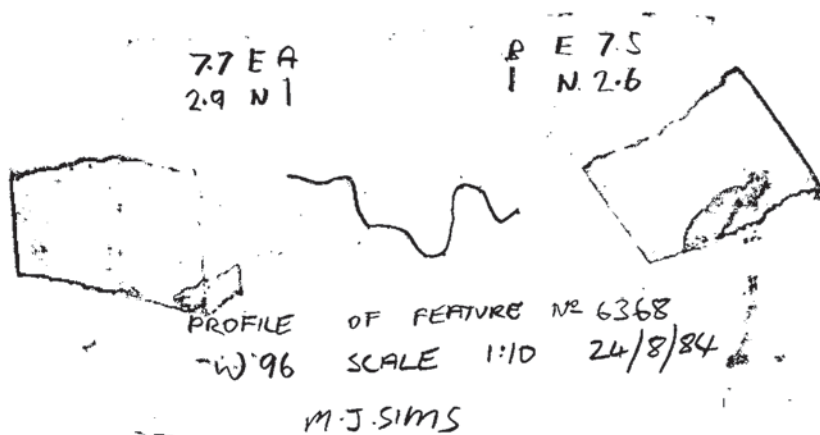 7.7 E A
2.9 N 1
B E 7.5
1 N. 2.6
PROFILE OF FEATURE Nº 6368
W'96 SCALE 1:10 24/8/84
M.J.SIMS